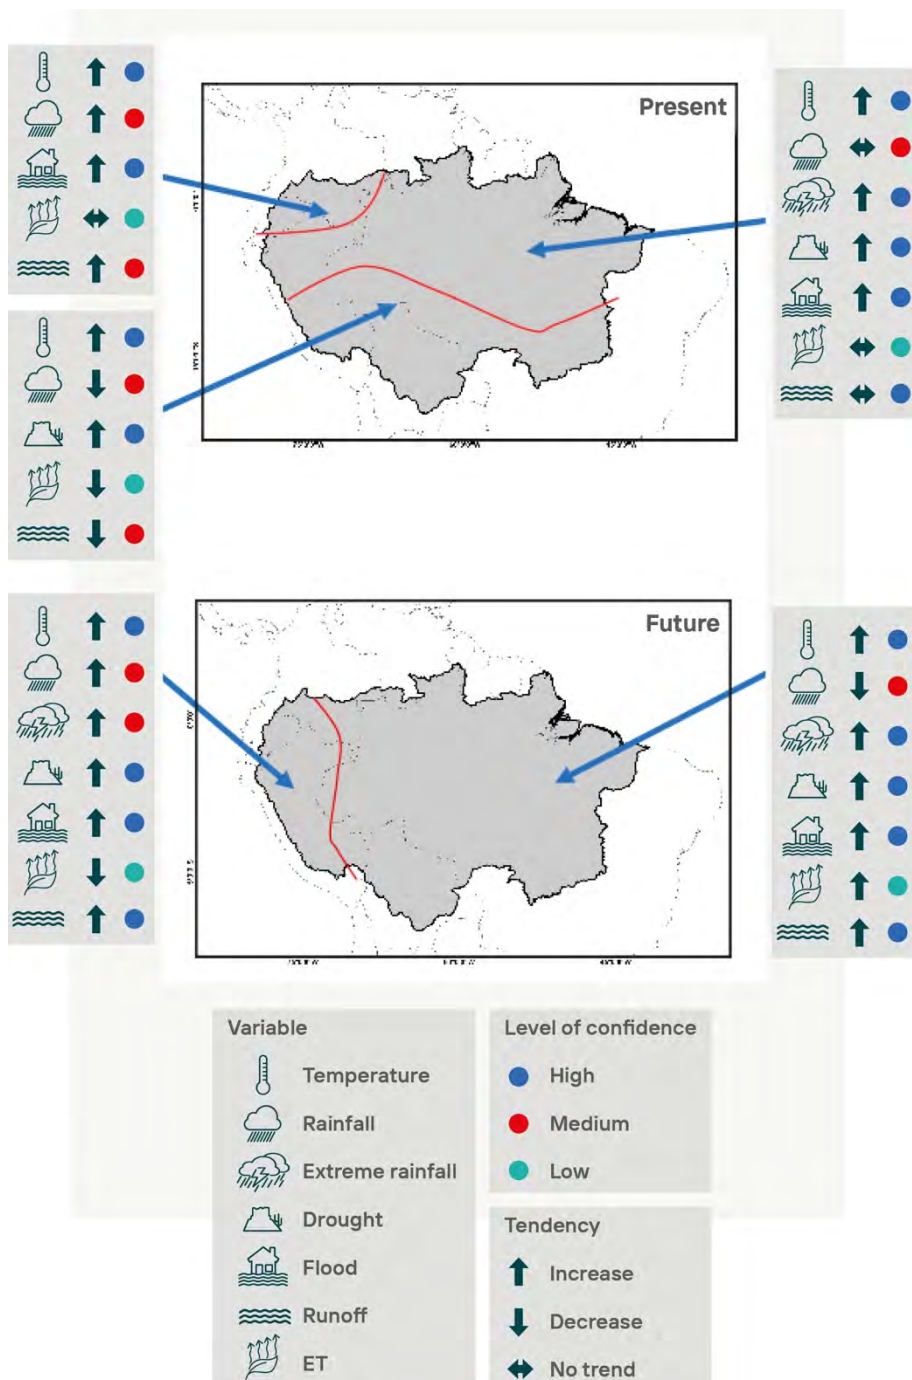 Present
Future
Variable
Temperature
Rainfall
Extreme rainfall
Drought
Flood
Runoff
ET
Level of confidence
High
Medium
Low
Tendency
Increase
Decrease
No trend